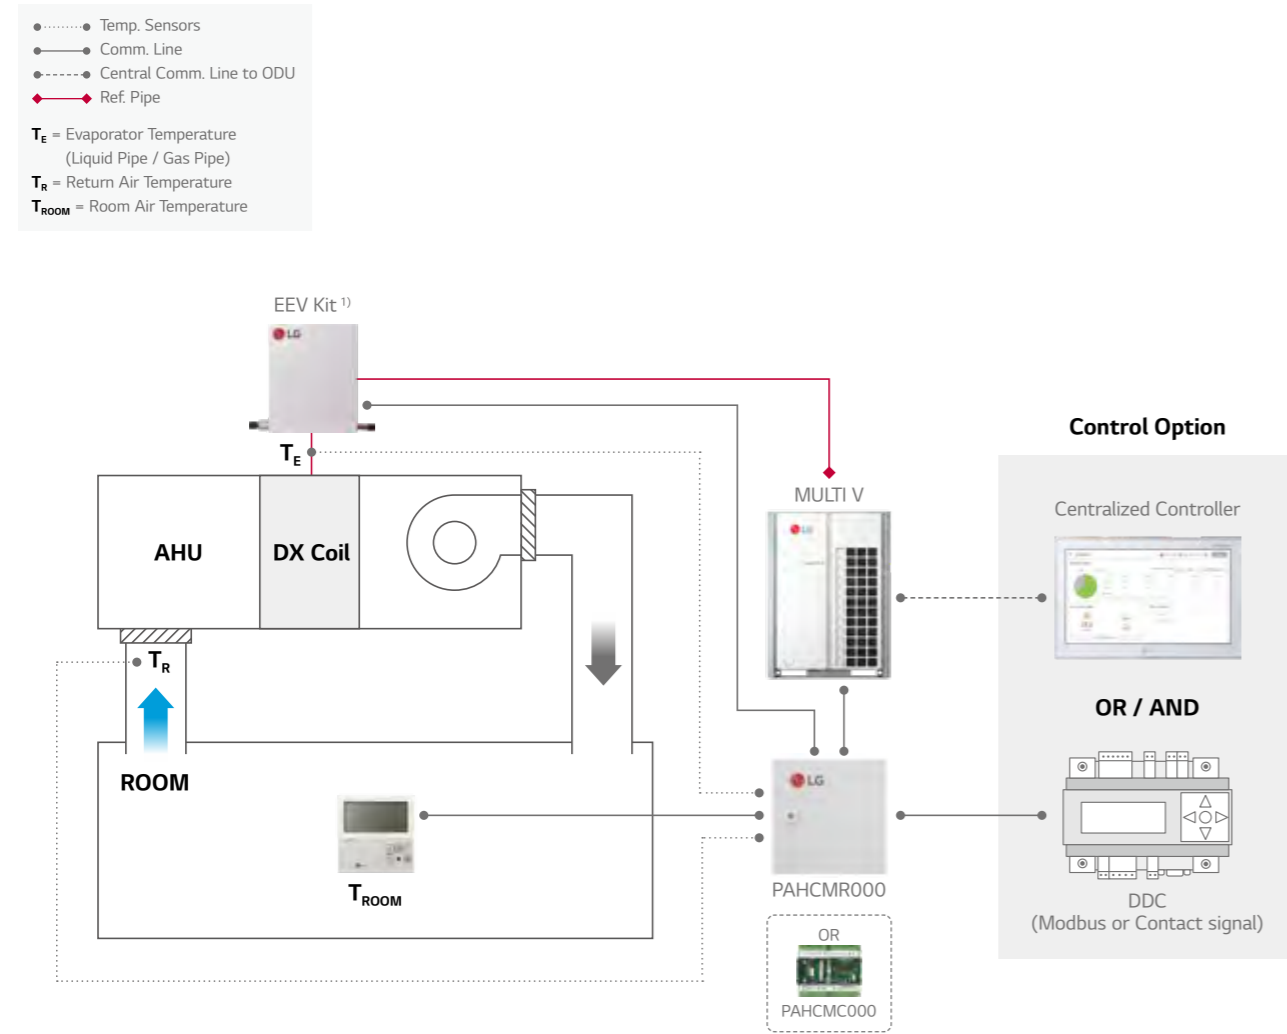 Temp. Sensors
Comm. Line
Central Comm. Line to ODU
Ref. Pipe
TE = Evaporator Temperature
(Liquid Pipe / Gas Pipe)
TR = Return Air Temperature
TROOM = Room Air Temperature
EEV Kit 1)
LG
TE
AHU
DX Coil
TR
ROOM
TROOM
MULTI V
LG
LG
PAHCMR000
OR
PAHCMC000
Control Option
Centralized Controller
OR / AND
DDC
(Modbus or Contact signal)